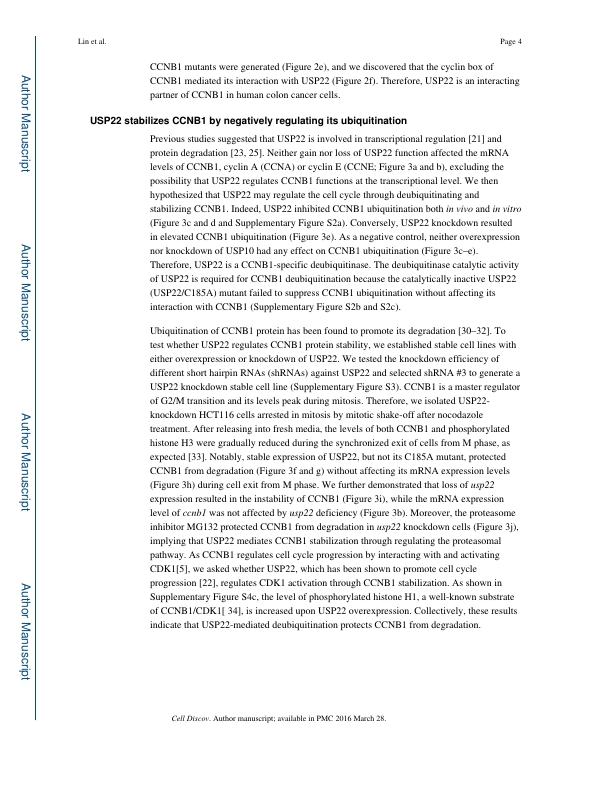 Lin et al.
Page 4
CCNB1 mutants were generated (Figure 2e), and we discovered that the cyclin box of
CCNB1 mediated its interaction with USP22 (Figure 2f). Therefore, USP22 is an interacting
partner of CCNB1 in human colon cancer cells.
USP22 stabilizes CCNB1 by negatively regulating its ubiquitination
Previous studies suggested that USP22 is involved in transcriptional regulation [21] and
protein degradation [23, 25]. Neither gain nor loss of USP22 function affected the mRNA
levels of CCNB1, cyclin A (CCNA) or cyclin E (CCNE; Figure 3a and b), excluding the
possibility that USP22 regulates CCNB1 functions at the transcriptional level. We then
hypothesized that USP22 may regulate the cell cycle through deubiquitinating and
stabilizing CCNB1. Indeed, USP22 inhibited CCNB1 ubiquitination both in vivo and in vitro
(Figure 3c and d and Supplementary Figure S2a). Conversely, USP22 knockdown resulted
in elevated CCNB1 ubiquitination (Figure 3e). As a negative control, neither overexpression
nor knockdown of USP10 had any effect on CCNB1 ubiquitination (Figure 3c–e).
Therefore, USP22 is a CCNB1-specific deubiquitinase. The deubiquitinase catalytic activity
of USP22 is required for CCNB1 deubiquitination because the catalytically inactive USP22
(USP22/C185A) mutant failed to suppress CCNB1 ubiquitination without affecting its
interaction with CCNB1 (Supplementary Figure S2b and S2c).
Ubiquitination of CCNB1 protein has been found to promote its degradation [30–32]. To
test whether USP22 regulates CCNB1 protein stability, we established stable cell lines with
either overexpression or knockdown of USP22. We tested the knockdown efficiency of
different short hairpin RNAs (shRNAs) against USP22 and selected shRNA #3 to generate a
USP22 knockdown stable cell line (Supplementary Figure S3). CCNB1 is a master regulator
of G2/M transition and its levels peak during mitosis. Therefore, we isolated USP22-
knockdown HCT116 cells arrested in mitosis by mitotic shake-off after nocodazole
treatment. After releasing into fresh media, the levels of both CCNB1 and phosphorylated
histone H3 were gradually reduced during the synchronized exit of cells from M phase, as
expected [33]. Notably, stable expression of USP22, but not its C185A mutant, protected
CCNB1 from degradation (Figure 3f and g) without affecting its mRNA expression levels
(Figure 3h) during cell exit from M phase. We further demonstrated that loss of usp22
expression resulted in the instability of CCNB1 (Figure 3i), while the mRNA expression
level of ccnb1 was not affected by usp22 deficiency (Figure 3b). Moreover, the proteasome
inhibitor MG132 protected CCNB1 from degradation in usp22 knockdown cells (Figure 3j),
implying that USP22 mediates CCNB1 stabilization through regulating the proteasomal
pathway. As CCNB1 regulates cell cycle progression by interacting with and activating
CDK1[5], we asked whether USP22, which has been shown to promote cell cycle
progression [22], regulates CDK1 activation through CCNB1 stabilization. As shown in
Supplementary Figure S4c, the level of phosphorylated histone H1, a well-known substrate
of CCNB1/CDK1[ 34], is increased upon USP22 overexpression. Collectively, these results
indicate that USP22-mediated deubiquitination protects CCNB1 from degradation.
Cell Discov. Author manuscript; available in PMC 2016 March 28.
Author Manuscript
Author Manuscript
Author Manuscript
Author Manuscript